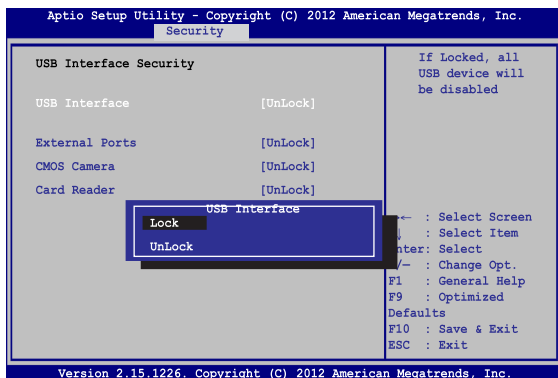 Aptio Setup Utility - Copyright (C) 2012 American Megatrends, Inc.
Security
USB Interface Security
USB Interface [UnLock]
External Ports [UnLock]
CMOS Camera [UnLock]
Card Reader [UnLock]
USB Interface
Lock
UnLock
If Locked, all
USB device will
be disabled
← : Select Screen
↓ : Select Item
nter: Select
/— : Change Opt.
F1 : General Help
F9 : Optimized
Defaults
F10 : Save & Exit
ESC : Exit
Version 2.15.1226. Copyright (C) 2012 American Megatrends, Inc.